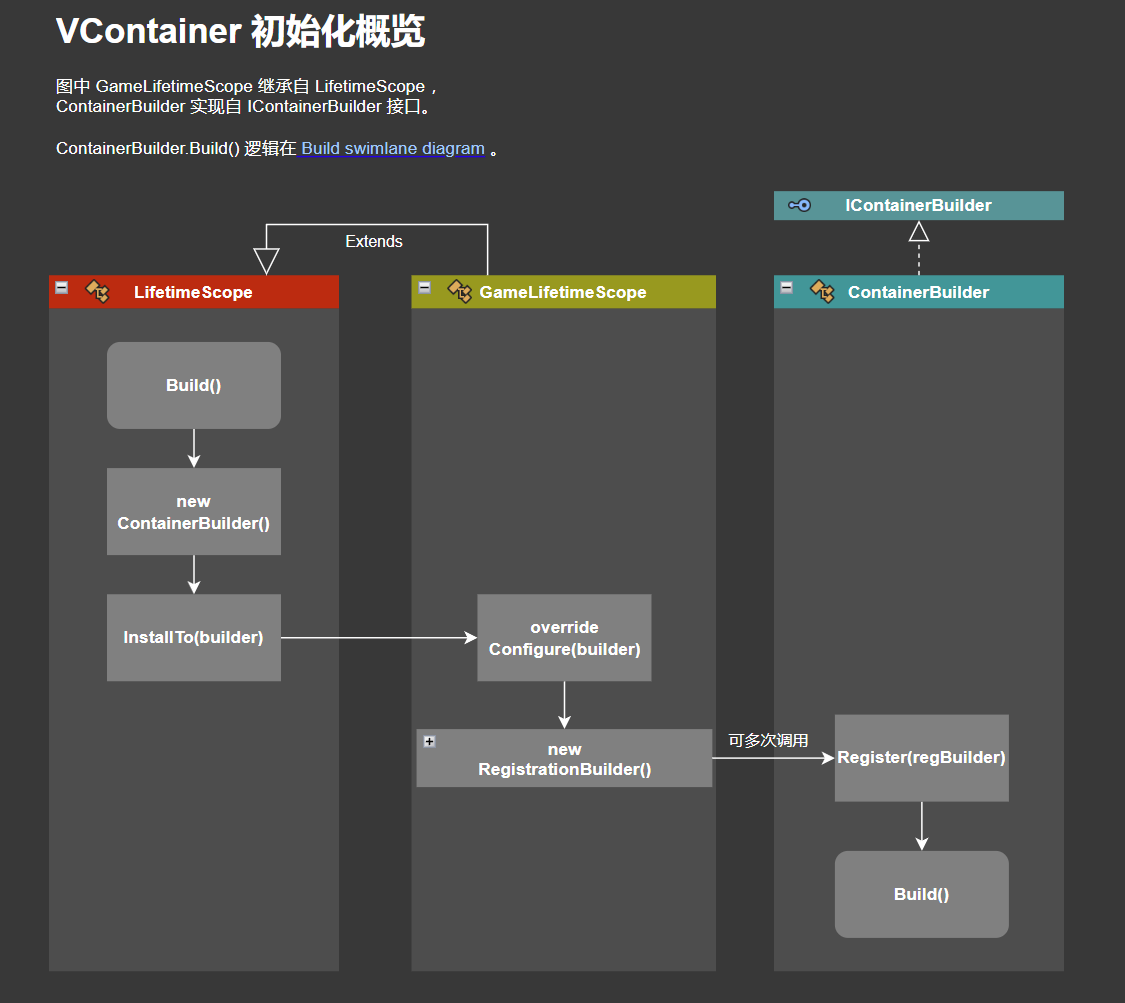 VContainer 初始化概览
图中 GameLifetimeScope 继承自 LifetimeScope，
ContainerBuilder 实现自 IContainerBuilder 接口。
ContainerBuilder.Build() 逻辑在 Build swimlane diagram 。
IContainerBuilder
Extends
LifetimeScope
GameLifetimeScope
ContainerBuilder
Build()
new
ContainerBuilder()
InstallTo(builder)
override
Configure(builder)
new
RegistrationBuilder()
可多次调用
Register(regBuilder)
Build()